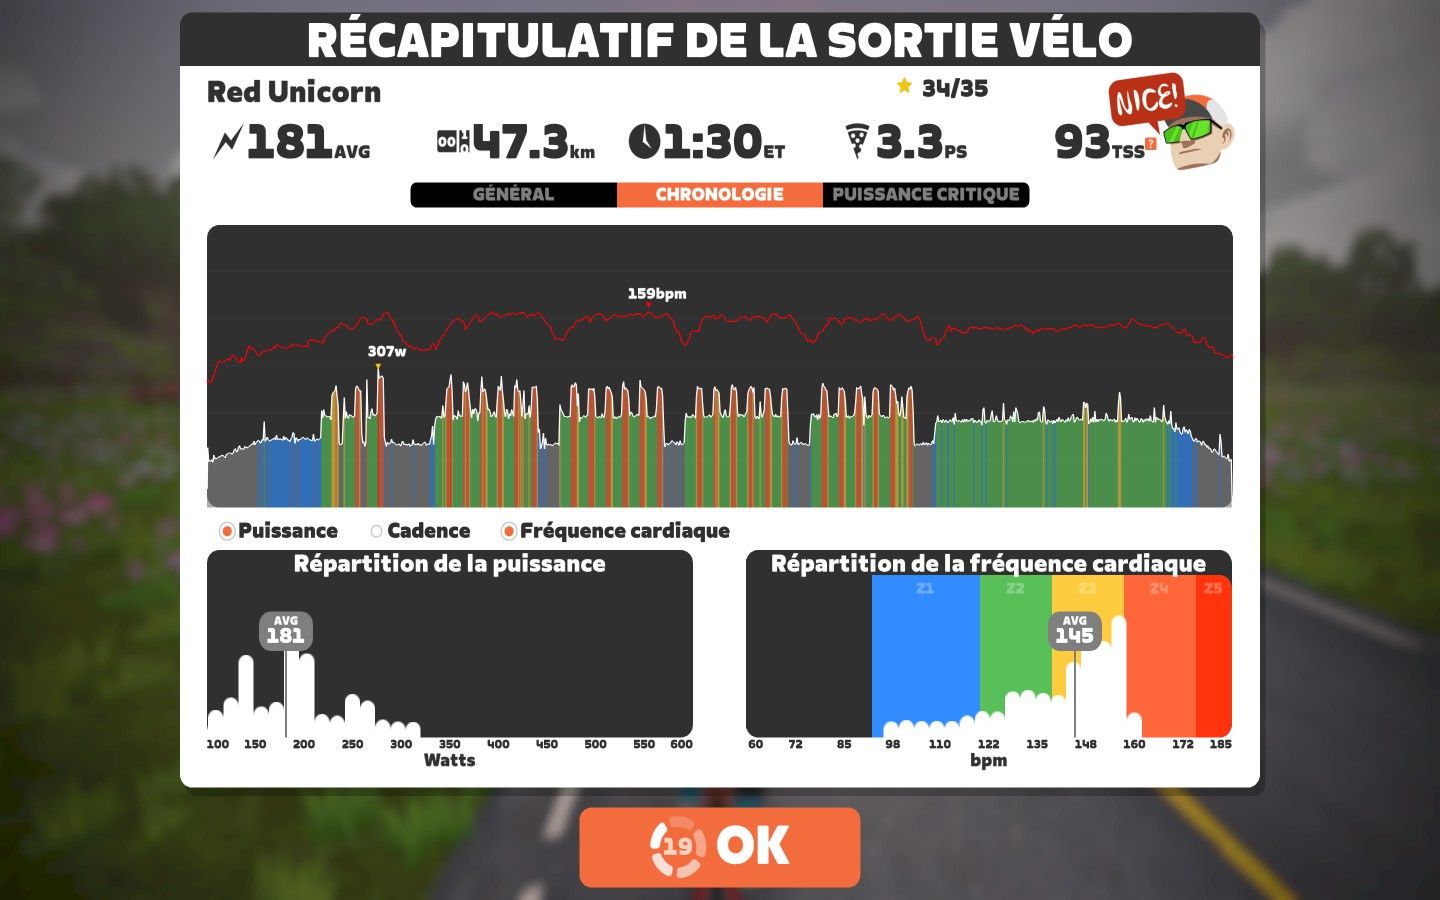 RÉCAPITULATIF DE LA SORTIE VÉLO
Red Unicorn
34/35
NICE!
181AVG
47.3km
1:30ET
3.3PS
93TSS?
GÉNÉRAL
CHRONOLOGIE
PUISSANCE CRITIQUE
159bpm
307w
Puissance
Cadence
Fréquence cardiaque
Répartition de la puissance
AVG
181
100 150 200 250 300 350 400 450 500 550 600
Watts
Répartition de la fréquence cardiaque
Z1 Z2 Z3 Z4 Z5
AVG
145
60 72 85 98 110 122 135 148 160 172 185
bpm
19 OK